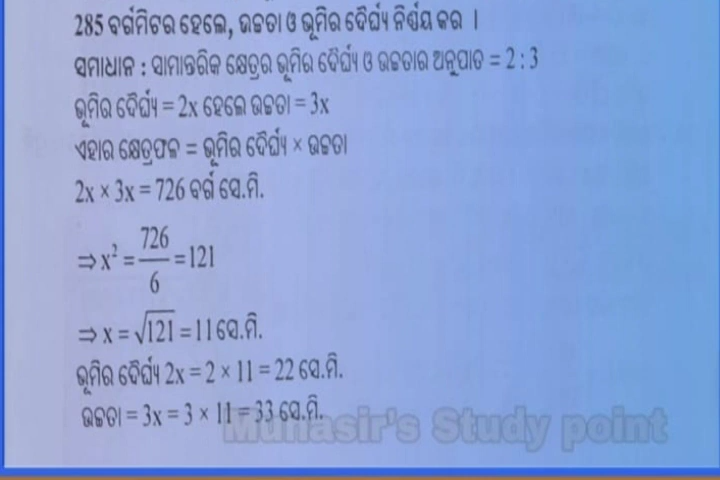 285 ବର୍ଗମିଟର ହେଲେ, ଉଚ୍ଚତା ଓ ଭୂମିର ଦୈର୍ଘ୍ୟ ନିର୍ଣ୍ଣୟ କର ।
ସମାଧାନ : ସାମାନ୍ତରିକ କ୍ଷେତ୍ରର ଭୂମିର ଦୈର୍ଘ୍ୟ ଓ ଉଚ୍ଚତାର ଅନୁପାତ = 2 : 3
ଭୂମିର ଦୈର୍ଘ୍ୟ = 2x ହେଲେ ଉଚ୍ଚତା = 3x
ଏହାର କ୍ଷେତ୍ରଫଳ = ଭୂମିର ଦୈର୍ଘ୍ୟ × ଉଚ୍ଚତା
2x × 3x = 726 ବର୍ଗ ସେ.ମି.
⇒ x² = 726/6 = 121
⇒ x = √121 = 11 ସେ.ମି.
ଭୂମିର ଦୈର୍ଘ୍ୟ 2x = 2 × 11 = 22 ସେ.ମି.
ଉଚ୍ଚତା = 3x = 3 × 11 = 33 ସେ.ମି.
Munasir's Study point